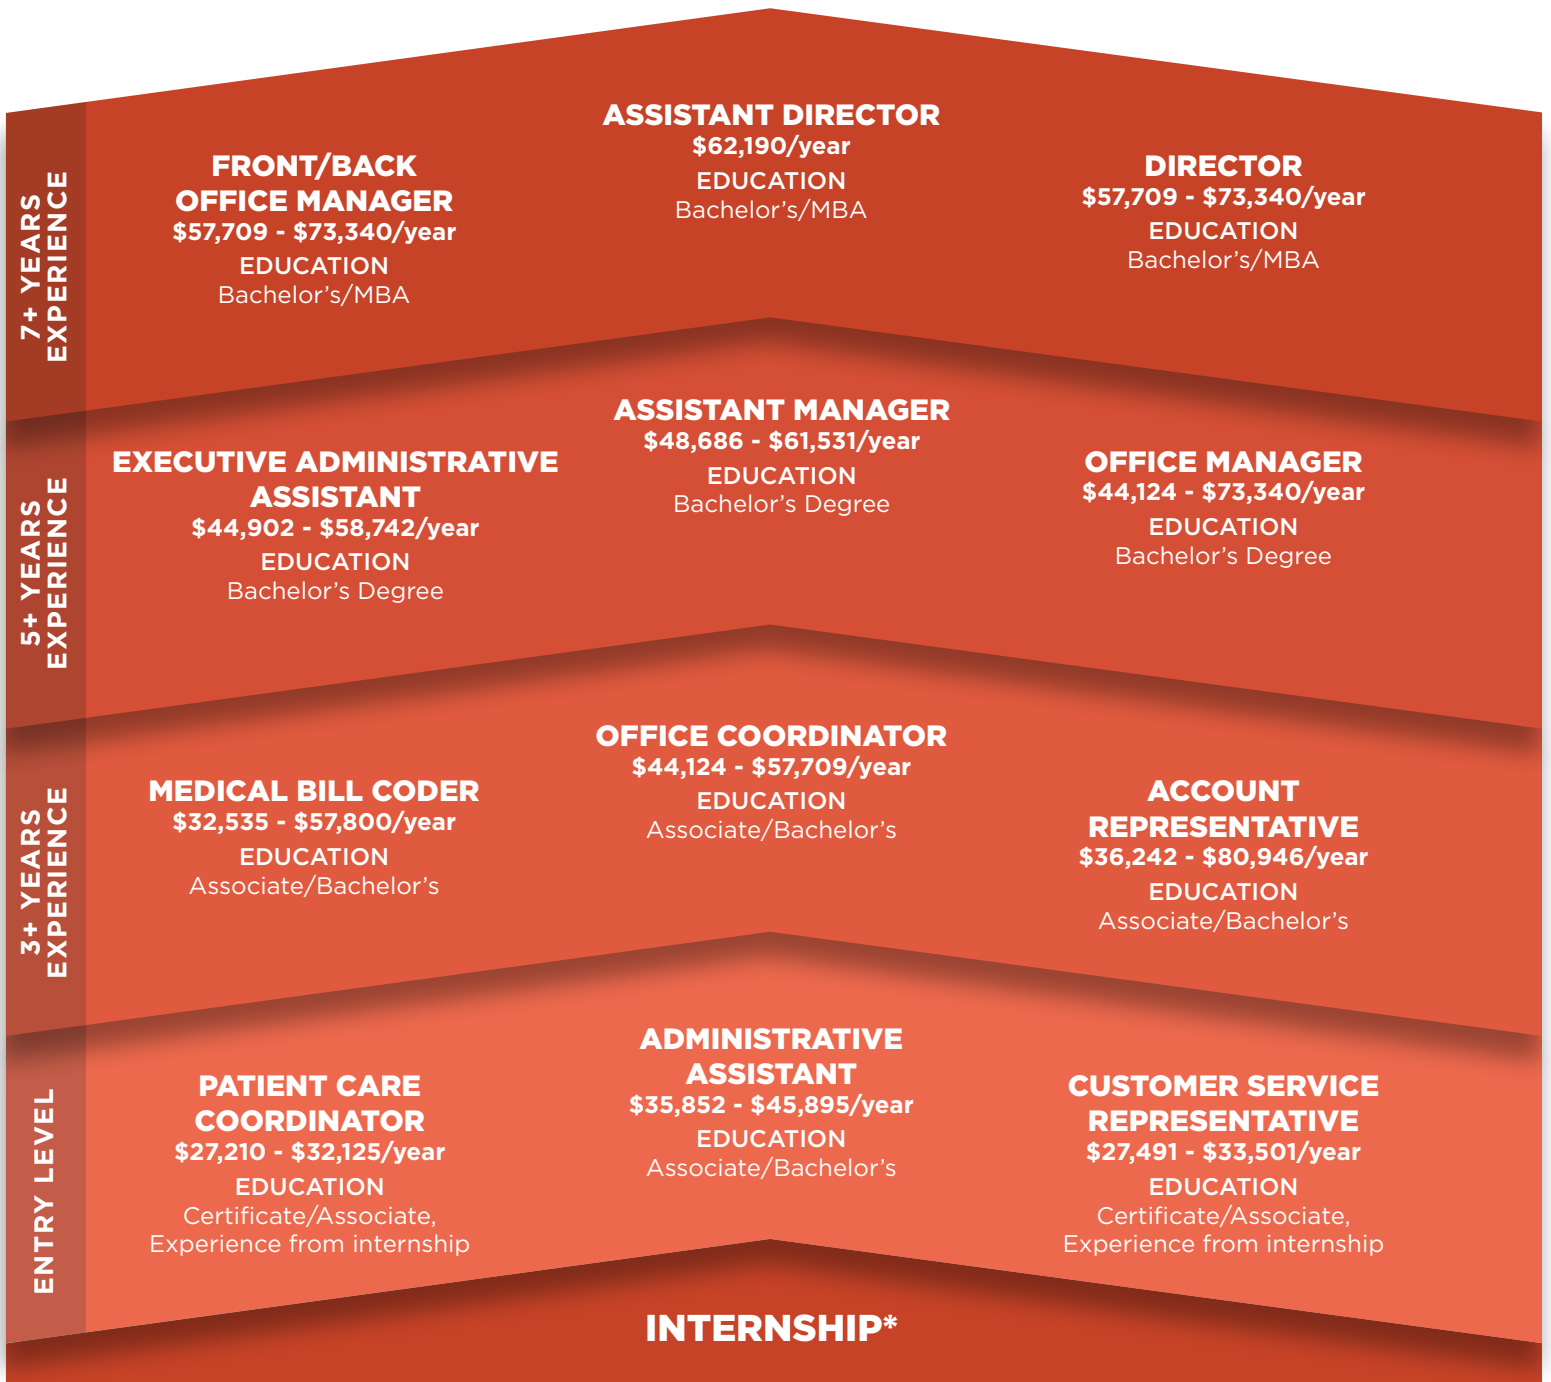 7+ YEARS
EXPERIENCE
FRONT/BACK
OFFICE MANAGER
$57,709 - $73,340/year
EDUCATION
Bachelor’s/MBA
ASSISTANT DIRECTOR
$62,190/year
EDUCATION
Bachelor’s/MBA
DIRECTOR
$57,709 - $73,340/year
EDUCATION
Bachelor’s/MBA
5+ YEARS
EXPERIENCE
EXECUTIVE ADMINISTRATIVE
ASSISTANT
$44,902 - $58,742/year
EDUCATION
Bachelor’s Degree
ASSISTANT MANAGER
$48,686 - $61,531/year
EDUCATION
Bachelor’s Degree
OFFICE MANAGER
$44,124 - $73,340/year
EDUCATION
Bachelor’s Degree
3+ YEARS
EXPERIENCE
MEDICAL BILL CODER
$32,535 - $57,800/year
EDUCATION
Associate/Bachelor’s
OFFICE COORDINATOR
$44,124 - $57,709/year
EDUCATION
Associate/Bachelor’s
ACCOUNT
REPRESENTATIVE
$36,242 - $80,946/year
EDUCATION
Associate/Bachelor’s
ENTRY LEVEL
PATIENT CARE
COORDINATOR
$27,210 - $32,125/year
EDUCATION
Certificate/Associate,
Experience from internship
ADMINISTRATIVE
ASSISTANT
$35,852 - $45,895/year
EDUCATION
Associate/Bachelor’s
CUSTOMER SERVICE
REPRESENTATIVE
$27,491 - $33,501/year
EDUCATION
Certificate/Associate,
Experience from internship
INTERNSHIP*